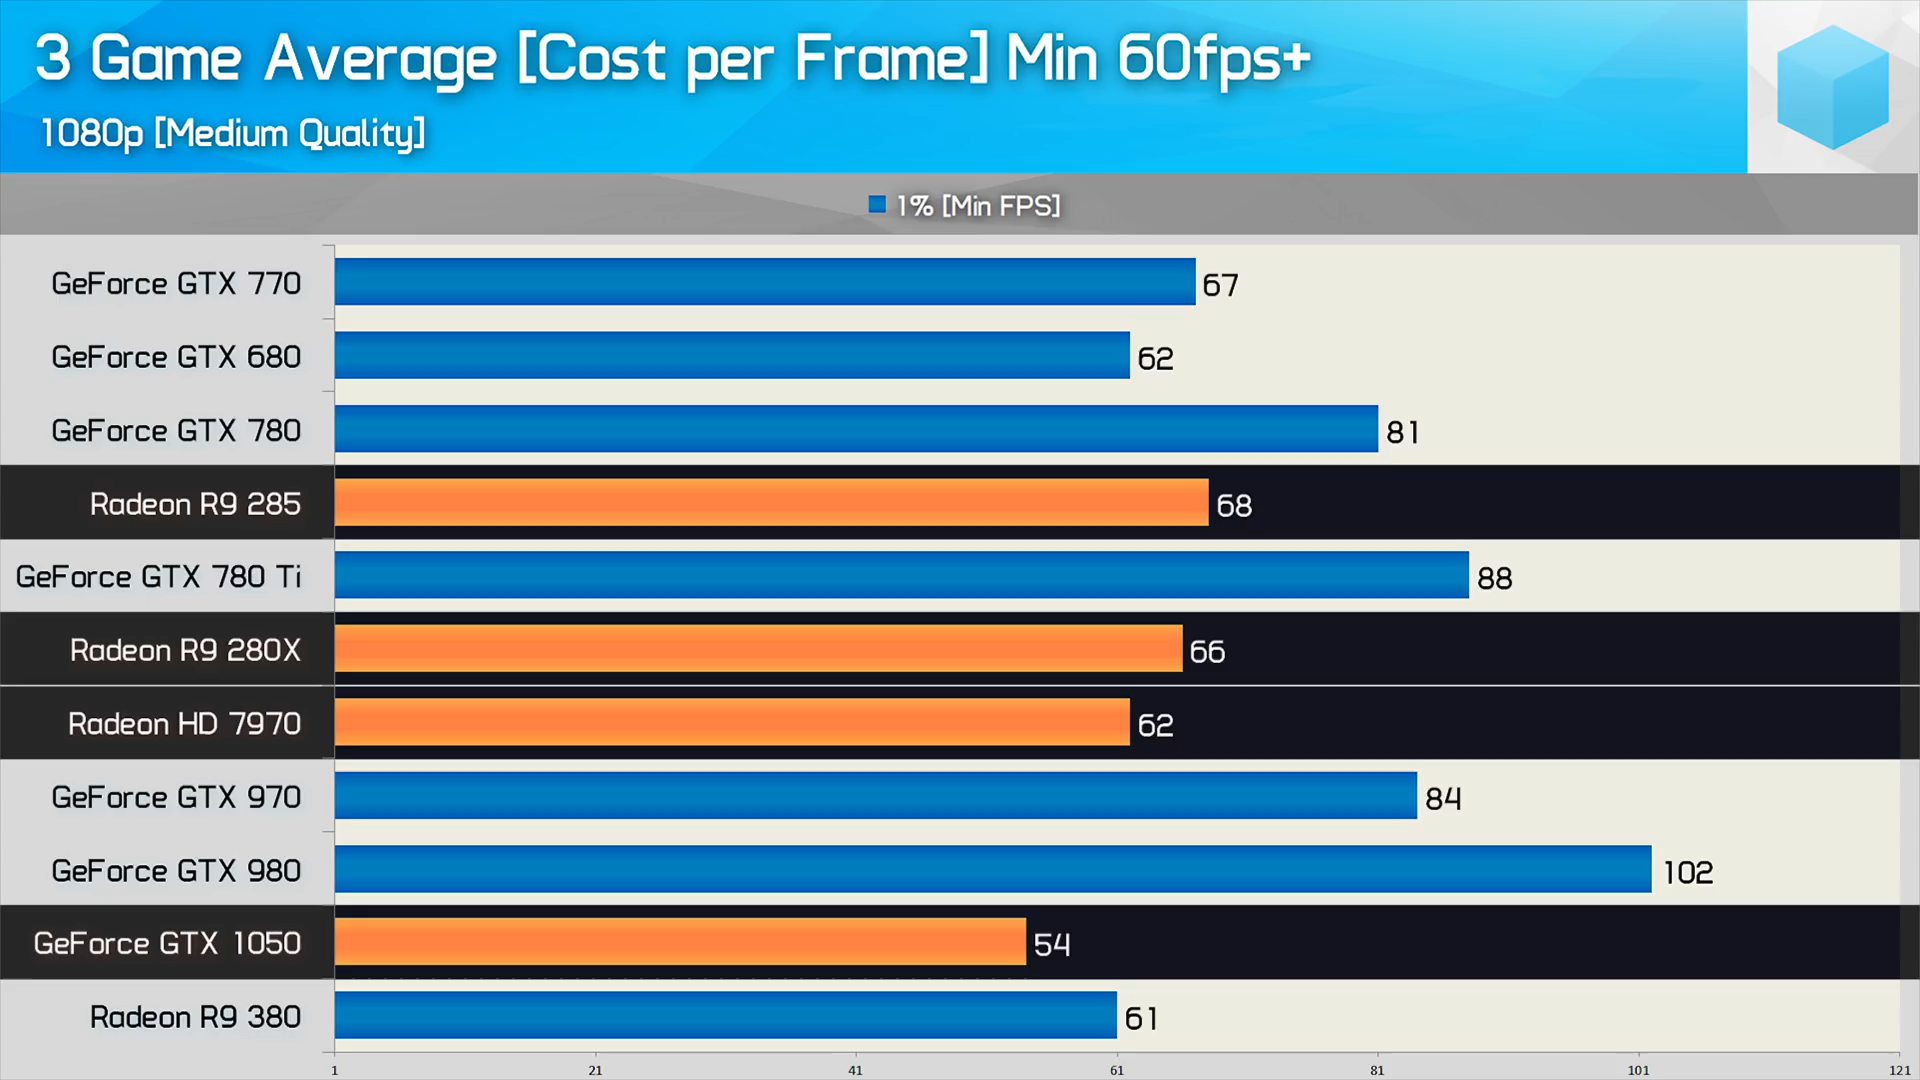 3 Game Average [Cost per Frame] Min 60fps+
1080p [Medium Quality]
1% [Min FPS]
GeForce GTX 770 67
GeForce GTX 680 62
GeForce GTX 780 81
Radeon R9 285 68
GeForce GTX 780 Ti 88
Radeon R9 280X 66
Radeon HD 7970 62
GeForce GTX 970 84
GeForce GTX 980 102
GeForce GTX 1050 54
Radeon R9 380 61
1 21 41 61 81 101 121